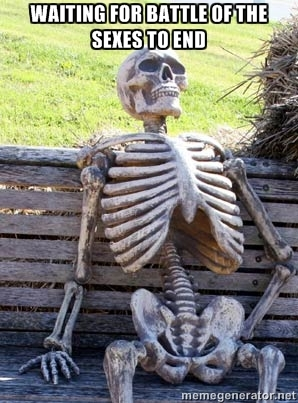 WAITING FOR BATTLE OF THE
SEXES TO END
memegenerator.net